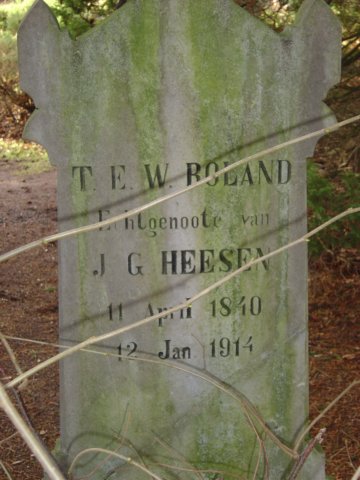 T. E. W. ROLAND
Echtgenoote van
J G HEESEN
11 April 1840
12 Jan 1914